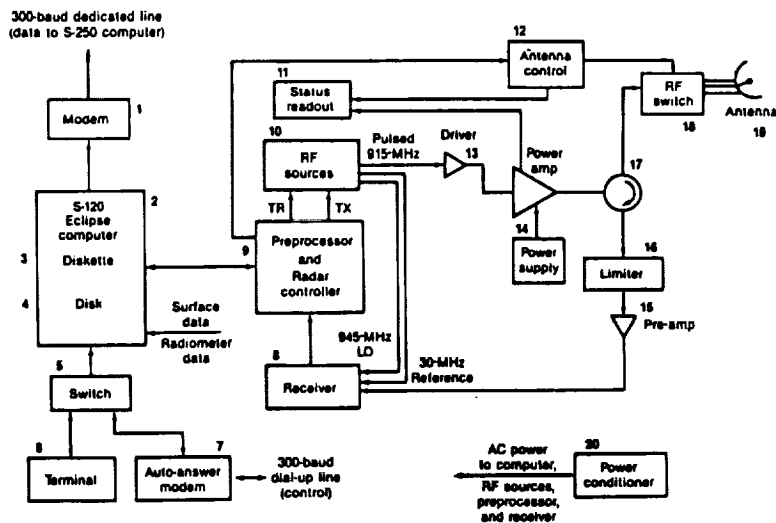 300-baud dedicated line
(data to S-250 computer)
Modem
1
S-120
Eclipse
computer
2
3
Diskette
4
Disk
Surface
data
Radiometer
data
5
Switch
6
Terminal
7
Auto-answer
modem
300-baud
dial-up line
(control)
8
Receiver
945-MHz
LO
30-MHz
Reference
9
Preprocessor
and
Radar
controller
TR
TX
10
RF
sources
11
Status
readout
12
Antenna
control
Pulsed
915-MHz
Driver
13
Power
amp
14
Power
supply
15
Pre-amp
16
Limiter
17
RF
switch
18
Antenna
19
AC power
to computer,
RF sources,
preprocessor,
and receiver
20
Power
conditioner